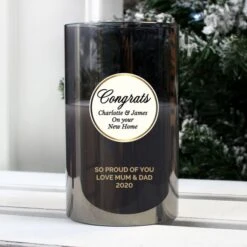 Congrats
Charlotte & James
On your
New Home
SO PROUD OF YOU
LOVE MUM & DAD
2020